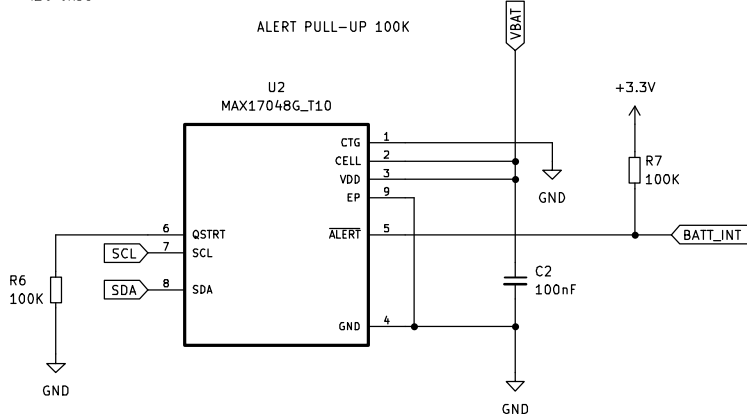 ALERT PULL-UP 100K
VBAT
U2
MAX17048G_T10
+3.3V
CTG 1
CELL 2
VDD 3
EP 9
GND
R7
100K
6 QSTRT
ALERT 5
BATT_INT
SCL 7 SCL
R6
100K
SDA 8 SDA
C2
100nF
GND 4
GND
GND